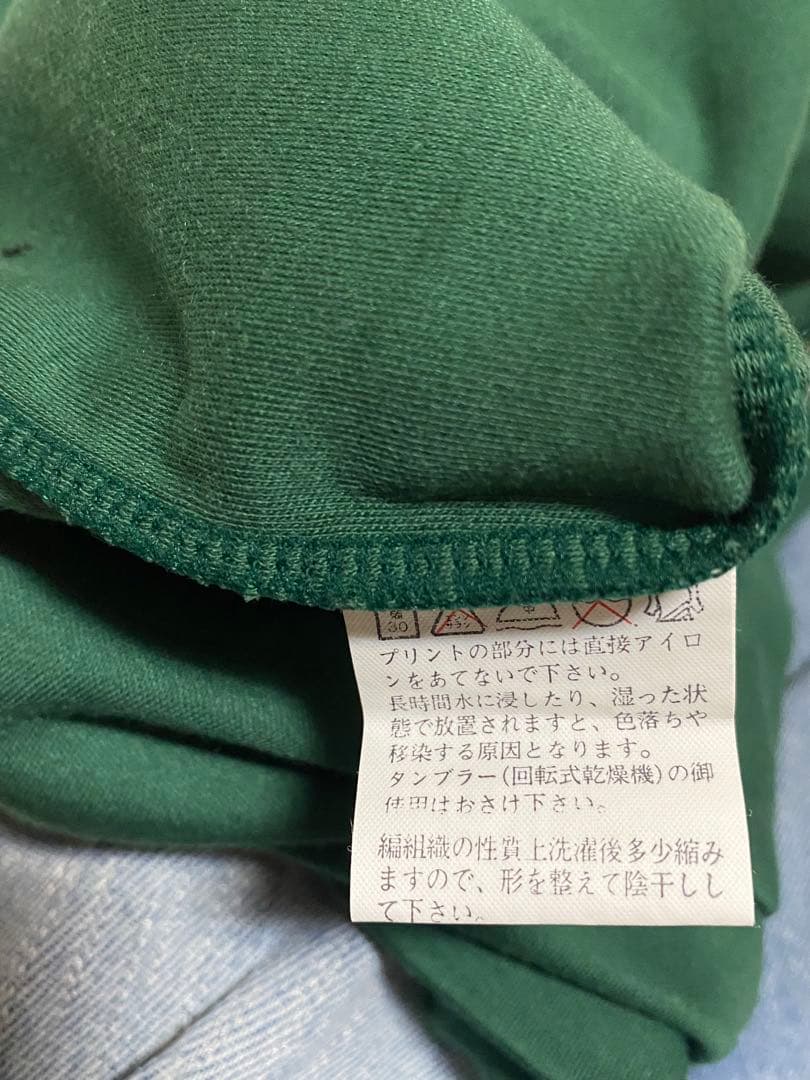 30
プリントの部分には直接アイロ
ンをあてないで下さい。
長時間水に浸したり、湿った状
態で放置されますと、色落ちや
移染する原因となります。
タンブラー(回転式乾燥機)の御
使用はおさけ下さい。
編組織の性質上洗濯後多少縮み
ますので、形を整えて陰干しし
て下さい。